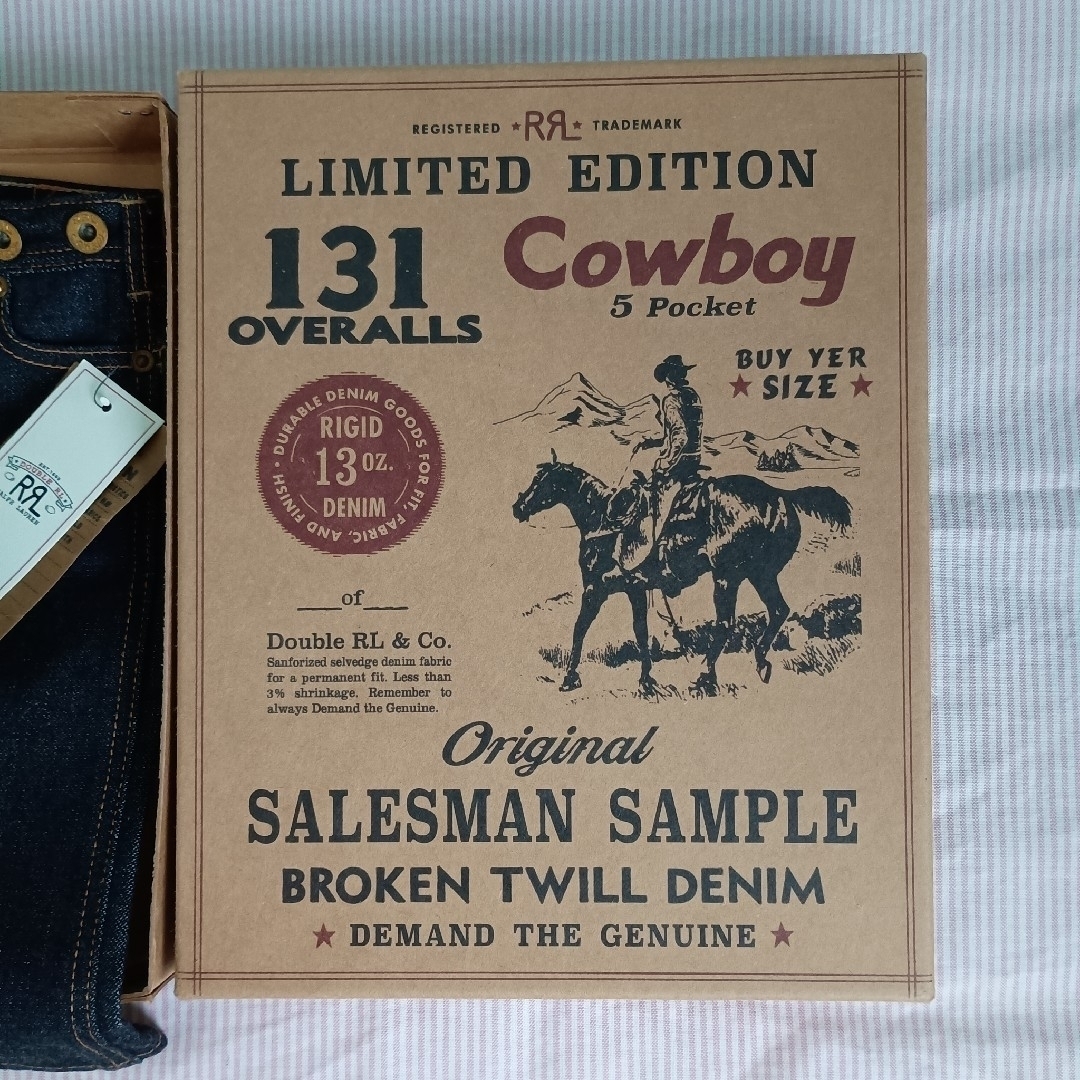 REGISTERED ★RRL★ TRADEMARK
LIMITED EDITION
131
OVERALLS
Cowboy
5 Pocket
BUY YER
★ SIZE ★
• DURABLE DENIM GOODS FOR FIT, FABRIC, AND FINISH
RIGID
13 OZ.
DENIM
___of___
Double RL & Co.
Sanforized selvedge denim fabric
for a permanent fit. Less than
3% shrinkage. Remember to
always Demand the Genuine.
Original
SALESMAN SAMPLE
BROKEN TWILL DENIM
★ DEMAND THE GENUINE ★
DOUBLE RL
RRL
RALPH LAUREN